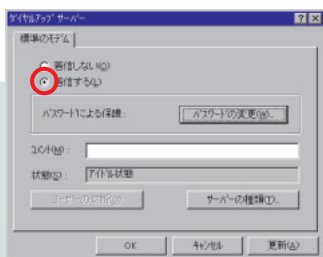 ダイヤルアップ サーバー
標準のモデム
着信しない(O)
着信する(L)
パスワードによる保護:
パスワードの変更(W)...
コメント(M):
状態(S):
アイドル状態
サーバーの種類(T)...
OK
キャンセル
更新(A)